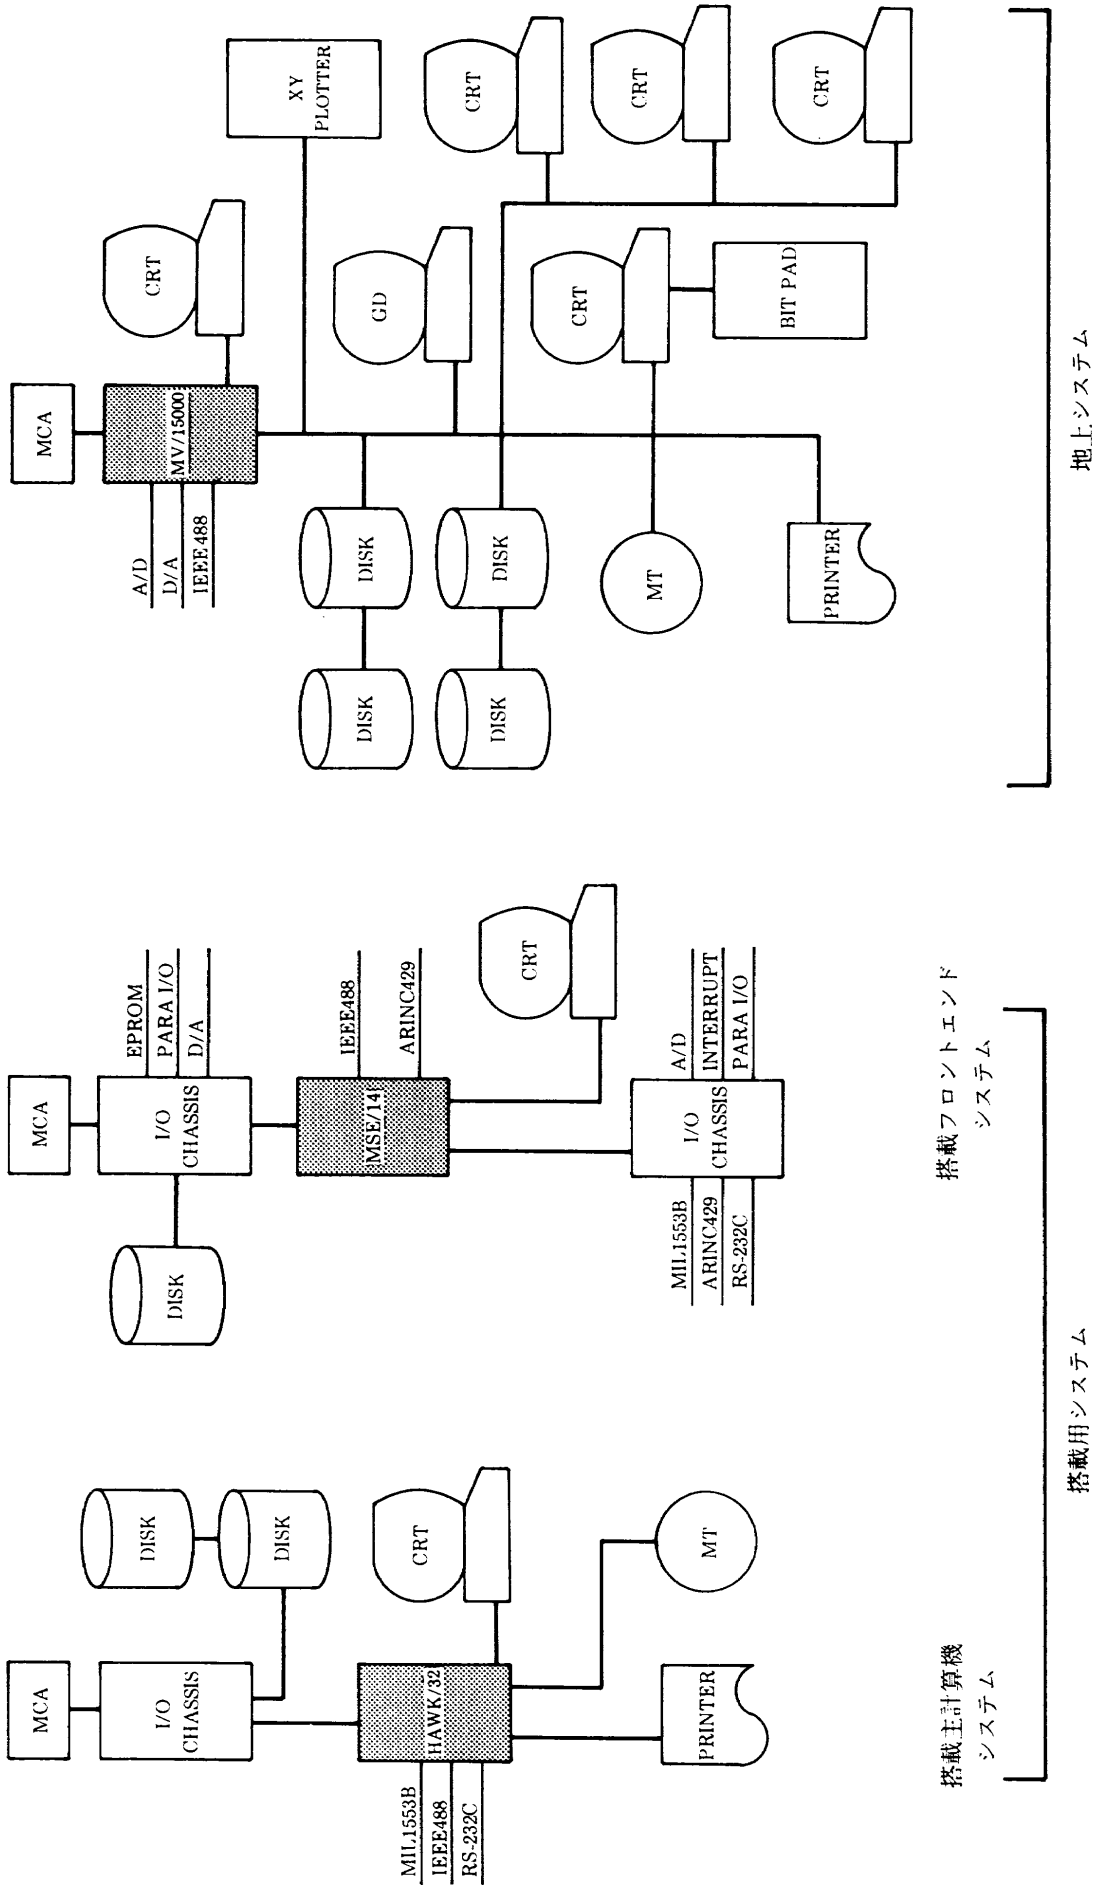 MCA
I/O
CHASSIS
DISK
DISK
MIL1553B
IEEE488
RS-232C
HAWK/32
CRT
PRINTER
MT
搭載主計算機
システム
MCA
I/O
CHASSIS
EPROM
PARA I/O
D/A
DISK
MSE/14
IEEE488
ARINC429
CRT
MIL1553B
ARINC429
RS-232C
I/O
CHASSIS
A/D
INTERRUPT
PARA I/O
搭載フロントエンド
システム
搭載用システム
MCA
A/D
D/A
IEEE488
MV/15000
CRT
XY
PLOTTER
DISK
DISK
GD
CRT
DISK
DISK
CRT
CRT
MT
CRT
BIT PAD
PRINTER
地上システム